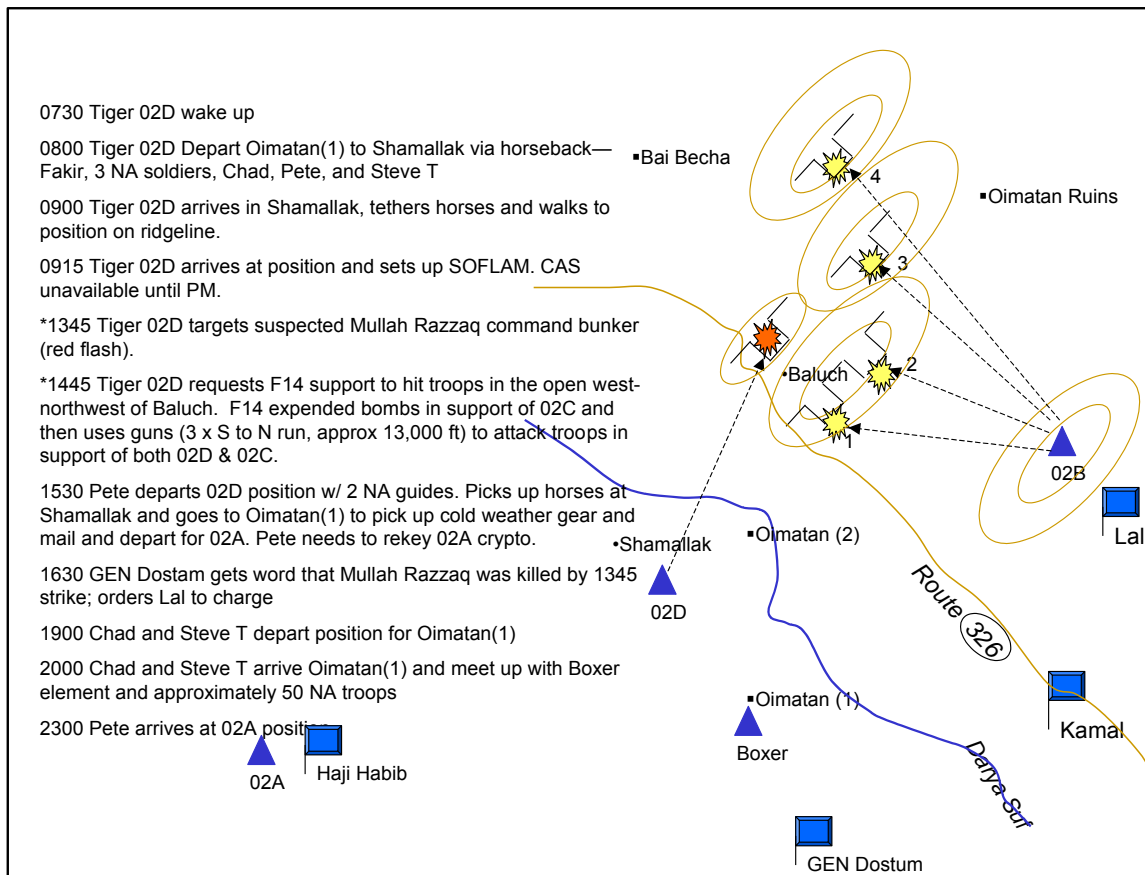 0730 Tiger 02D wake up
0800 Tiger 02D Depart Oimatan(1) to Shamallak via horseback—
Fakir, 3 NA soldiers, Chad, Pete, and Steve T
0900 Tiger 02D arrives in Shamallak, tethers horses and walks to
position on ridgeline.
0915 Tiger 02D arrives at position and sets up SOFLAM. CAS
unavailable until PM.
*1345 Tiger 02D targets suspected Mullah Razzaq command bunker
(red flash).
*1445 Tiger 02D requests F14 support to hit troops in the open west-
northwest of Baluch.  F14 expended bombs in support of 02C and
then uses guns (3 x S to N run, approx 13,000 ft) to attack troops in
support of both 02D & 02C.
1530 Pete departs 02D position w/ 2 NA guides. Picks up horses at
Shamallak and goes to Oimatan(1) to pick up cold weather gear and
mail and depart for 02A. Pete needs to rekey 02A crypto.
1630 GEN Dostam gets word that Mullah Razzaq was killed by 1345
strike; orders Lal to charge
1900 Chad and Steve T depart position for Oimatan(1)
2000 Chad and Steve T arrive Oimatan(1) and meet up with Boxer
element and approximately 50 NA troops
2300 Pete arrives at 02A position
02A
Haji Habib
▪Bai Becha
4
▪Oimatan Ruins
3
•Baluch
2
1
02B
Lal
•Shamallak
▪Oimatan (2)
02D
Route 326
▪Oimatan (1)
Boxer
Kamal
Darya Suf
GEN Dostum